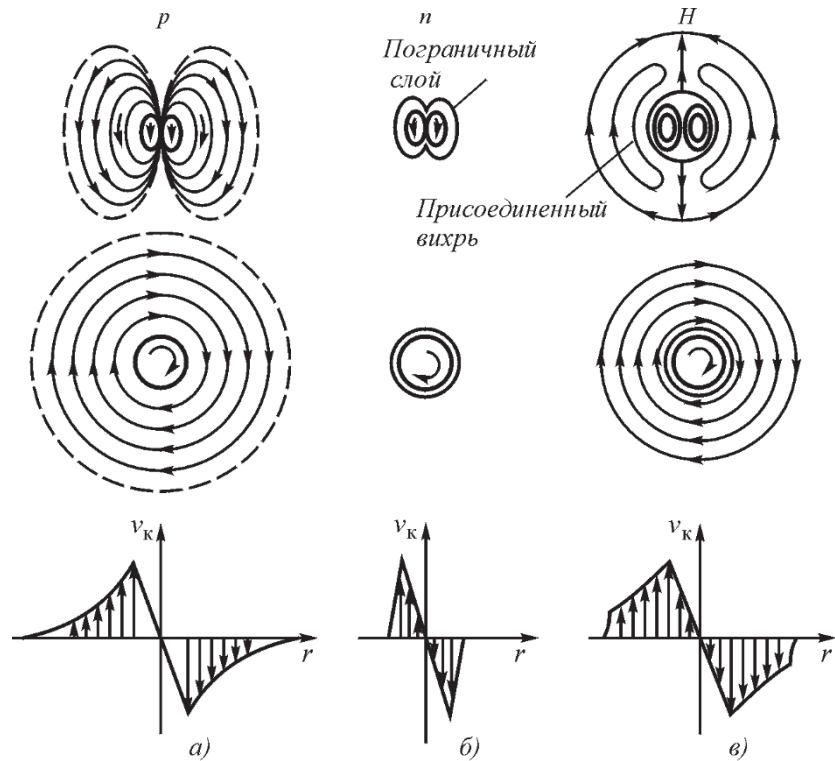 p
n
H
Пограничный
слой
Присоединенный
вихрь
vк
r
а)
vк
r
б)
vк
r
в)